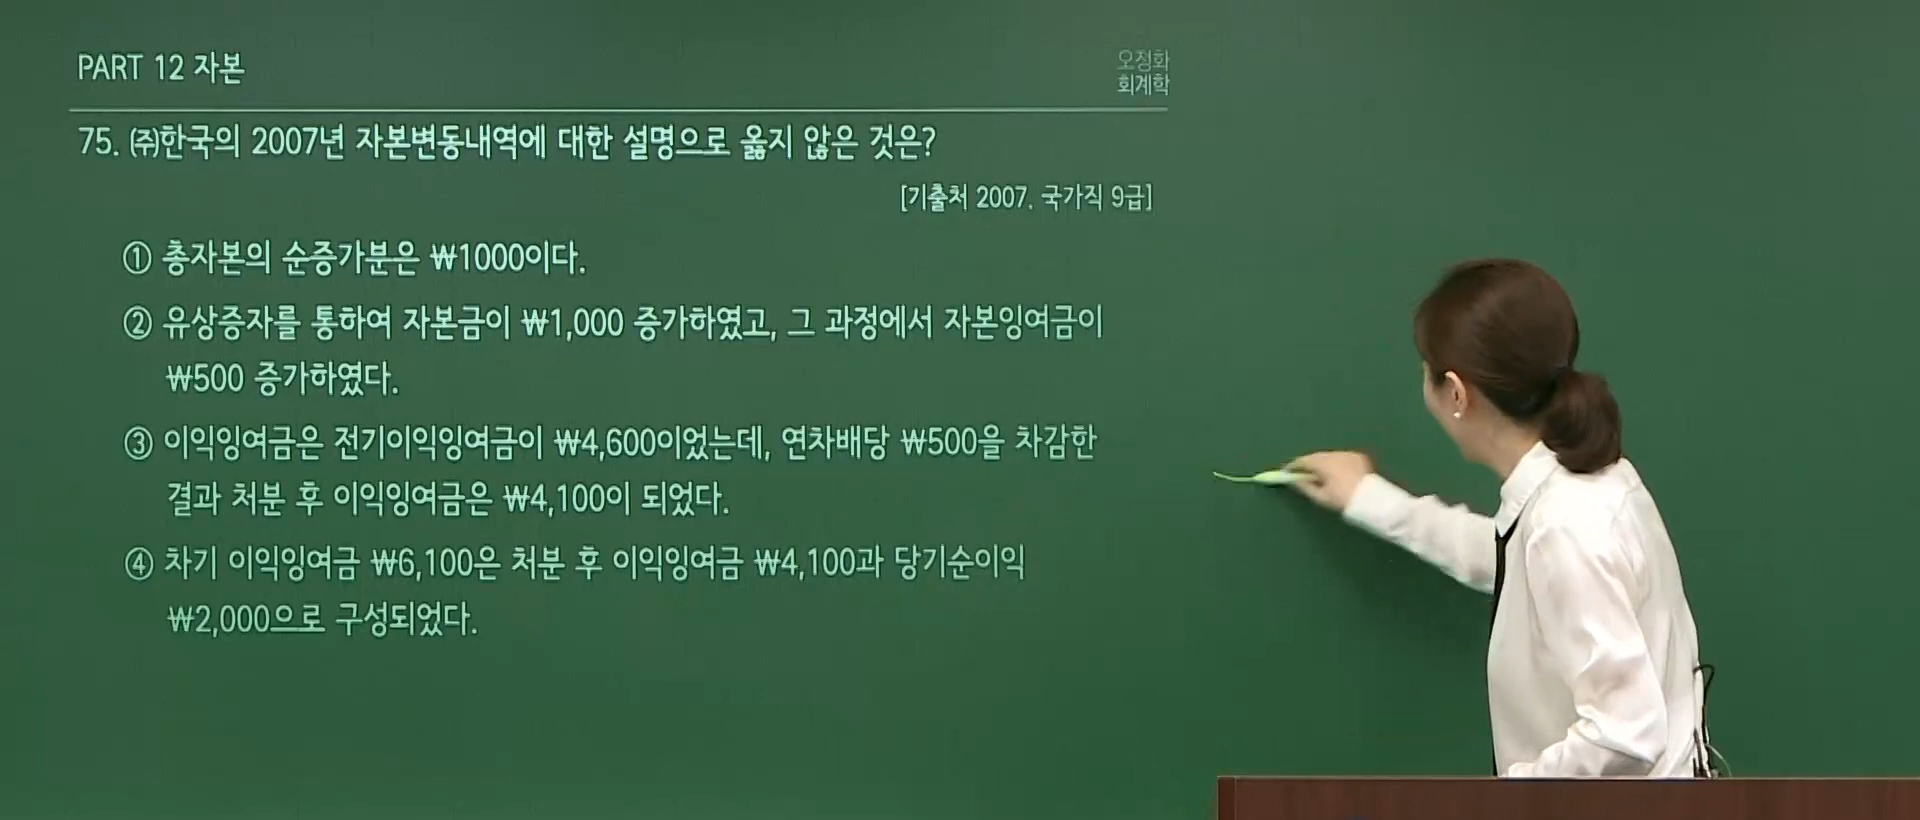 PART 12 자본
오정화
회계학
75. ㈜한국의 2007년 자본변동내역에 대한 설명으로 옳지 않은 것은?
[기출처 2007. 국가직 9급]
① 총자본의 순증가분은 ₩1000이다.
② 유상증자를 통하여 자본금이 ₩1,000 증가하였고, 그 과정에서 자본잉여금이
₩500 증가하였다.
③ 이익잉여금은 전기이익잉여금이 ₩4,600이었는데, 연차배당 ₩500을 차감한
결과 처분 후 이익잉여금은 ₩4,100이 되었다.
④ 차기 이익잉여금 ₩6,100은 처분 후 이익잉여금 ₩4,100과 당기순이익
₩2,000으로 구성되었다.